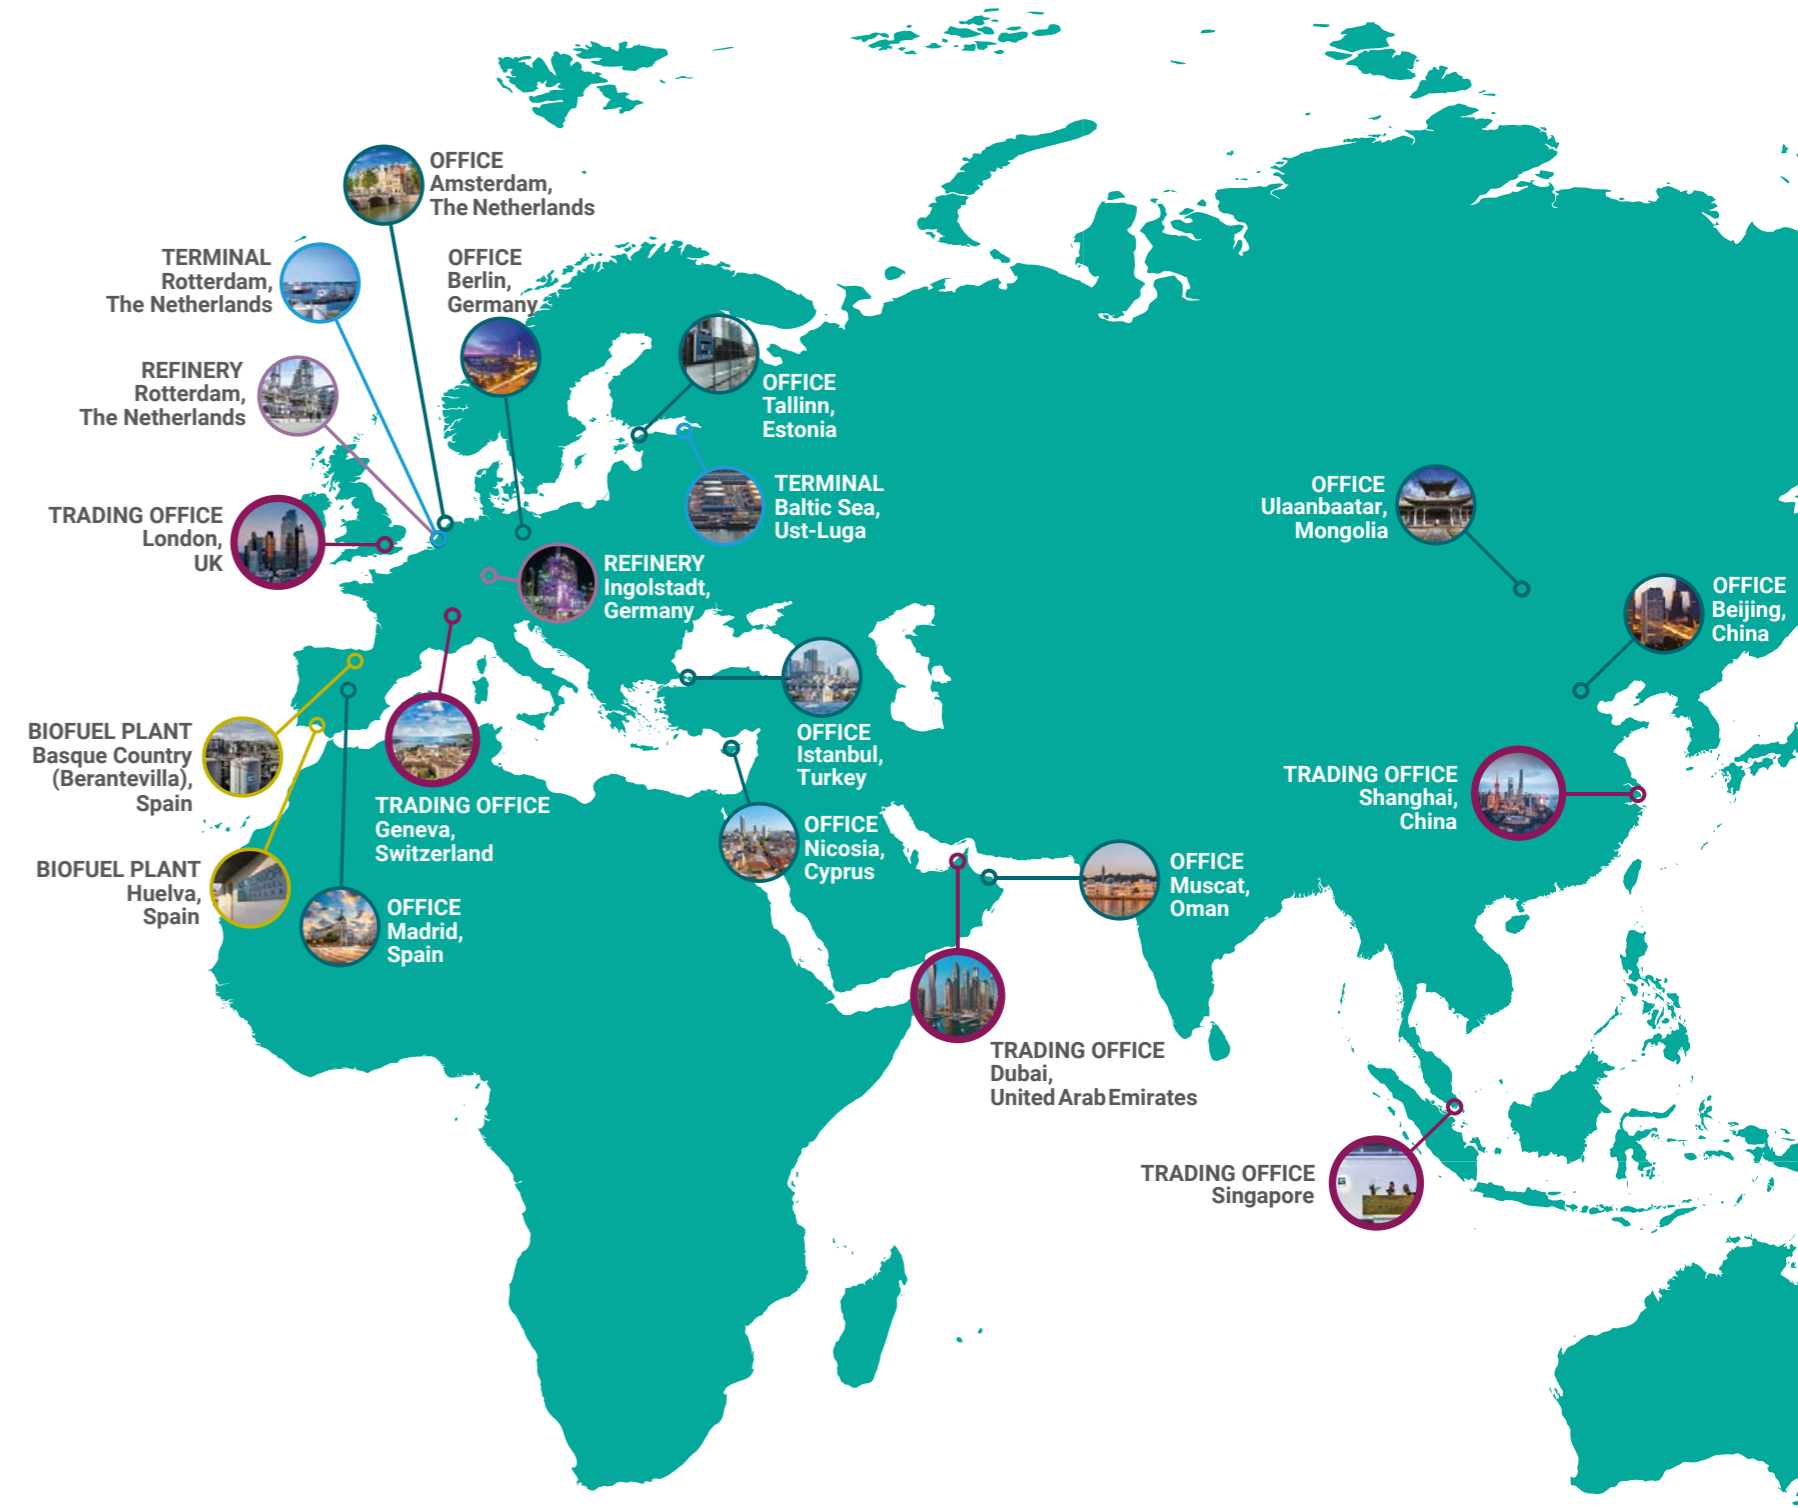 OFFICE
Amsterdam,
The Netherlands
TERMINAL
Rotterdam,
The Netherlands
OFFICE
Berlin,
Germany
REFINERY
Rotterdam,
The Netherlands
OFFICE
Tallinn,
Estonia
TERMINAL
Baltic Sea,
Ust-Luga
TRADING OFFICE
London,
UK
REFINERY
Ingolstadt,
Germany
OFFICE
Ulaanbaatar,
Mongolia
OFFICE
Beijing,
China
BIOFUEL PLANT
Basque Country
(Berantevilla),
Spain
OFFICE
Istanbul,
Turkey
TRADING OFFICE
Shanghai,
China
TRADING OFFICE
Geneva,
Switzerland
OFFICE
Nicosia,
Cyprus
BIOFUEL PLANT
Huelva,
Spain
OFFICE
Muscat,
Oman
OFFICE
Madrid,
Spain
TRADING OFFICE
Dubai,
United Arab Emirates
TRADING OFFICE
Singapore